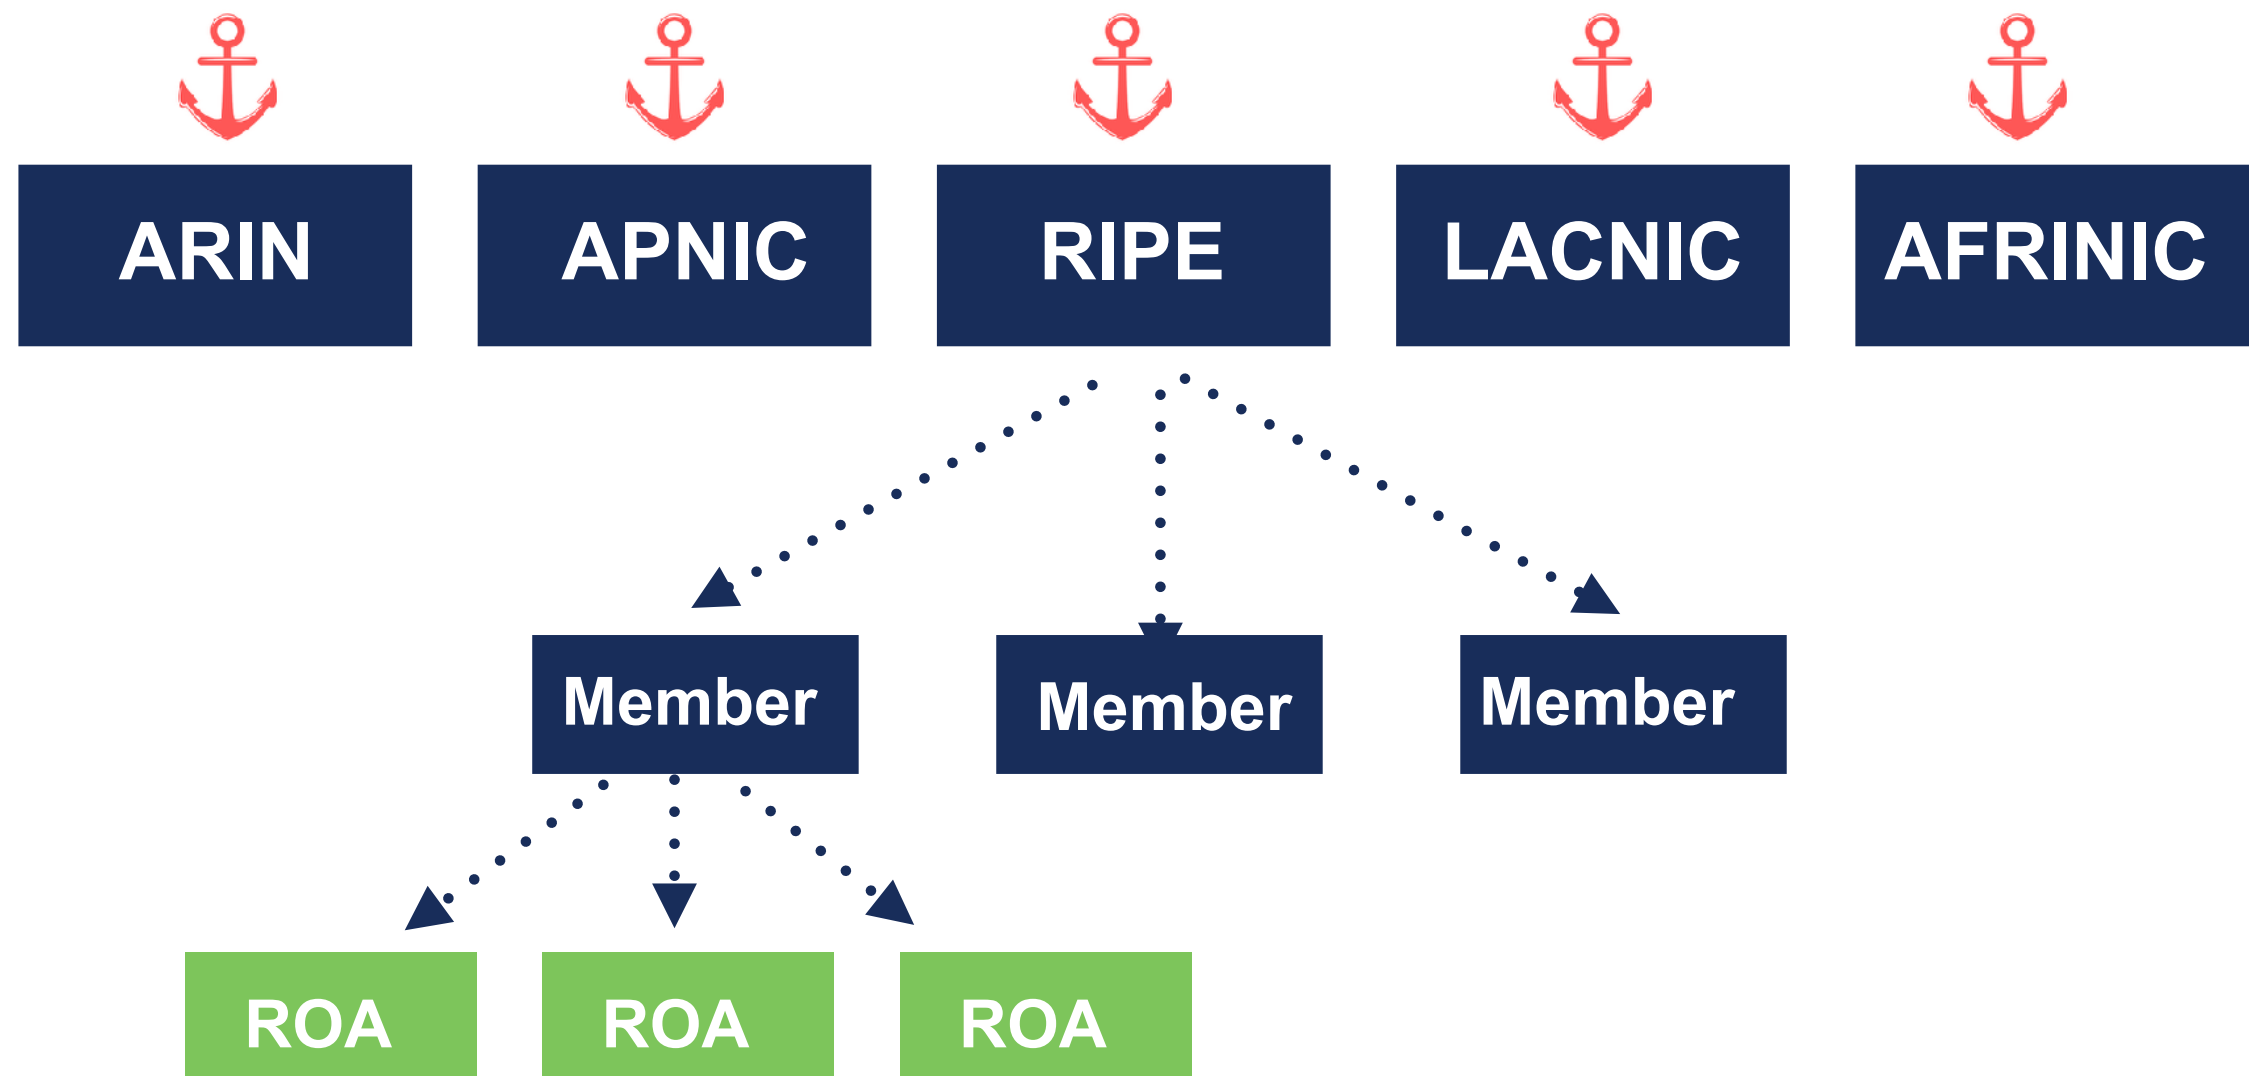 ARIN
APNIC
RIPE
LACNIC
AFRINIC
Member
Member
Member
ROA
ROA
ROA